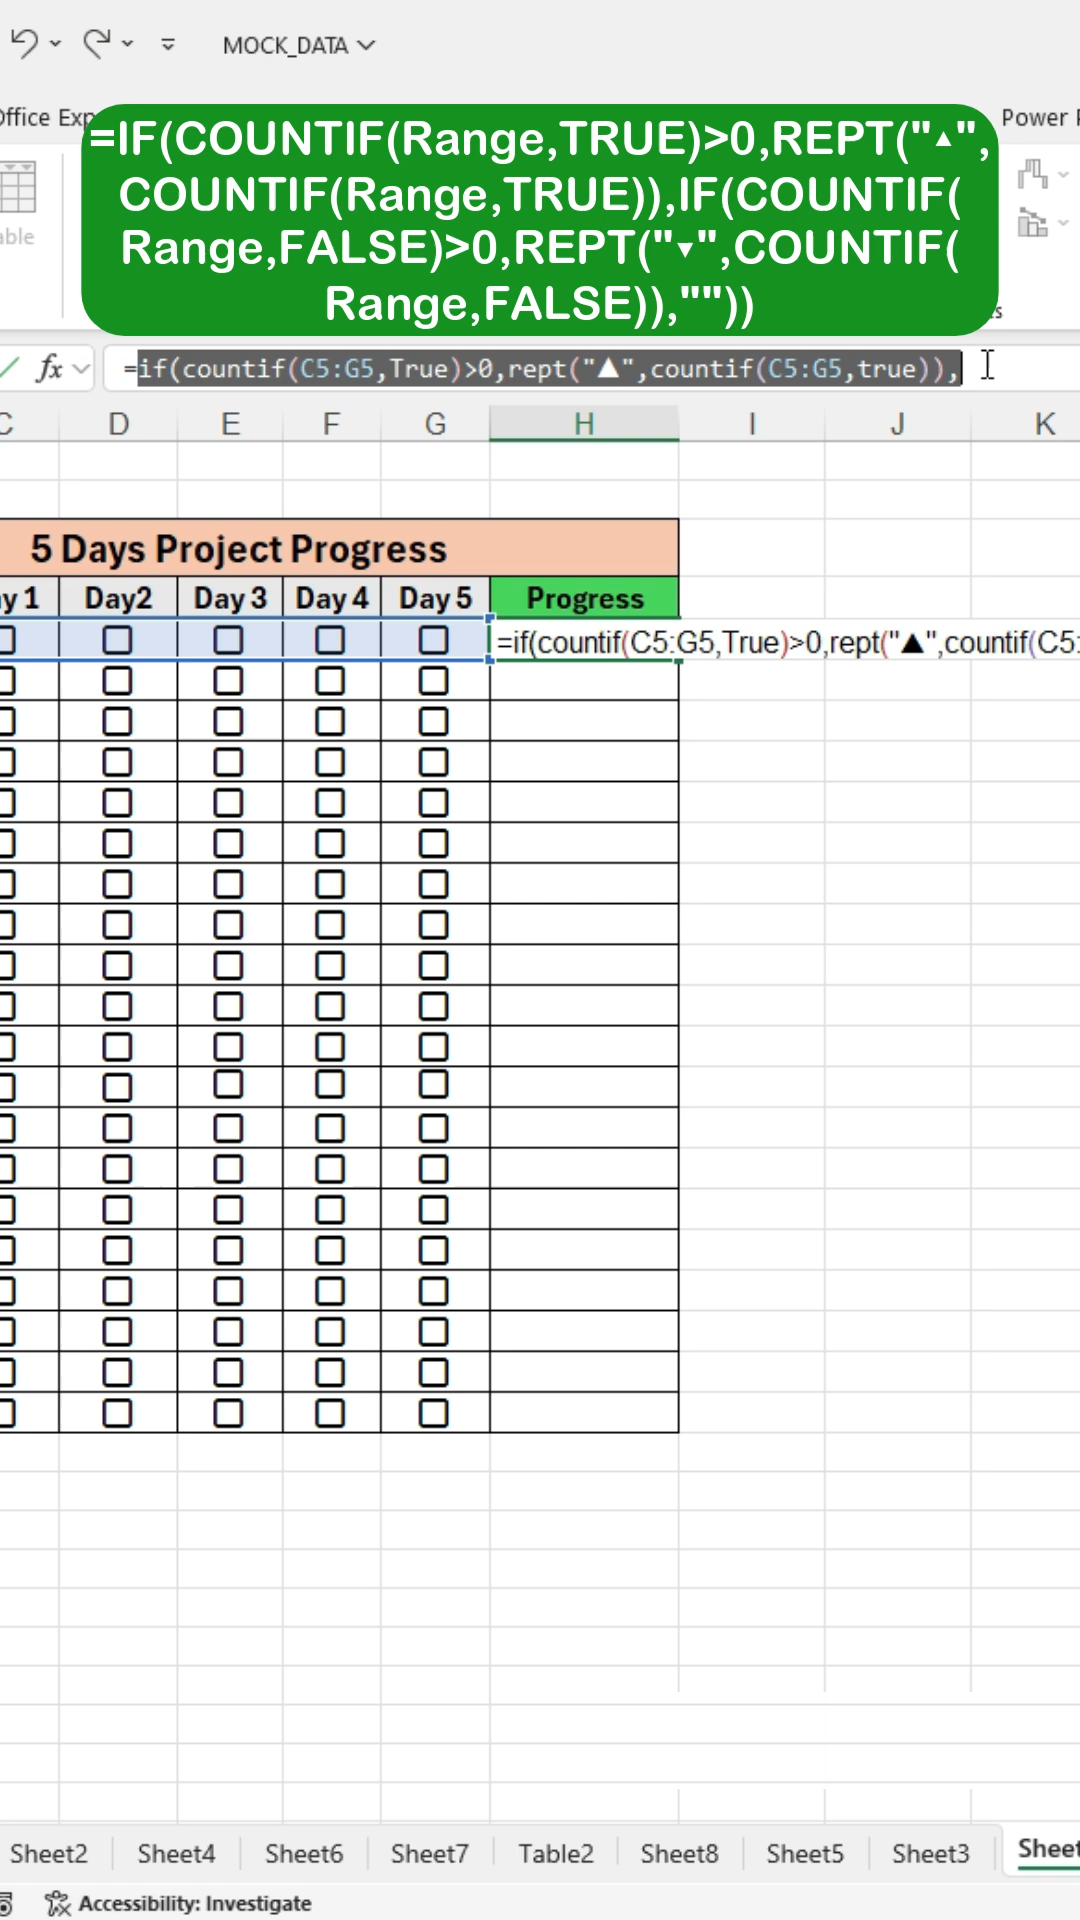 MOCK_DATA
Office Exp
Power
=IF(COUNTIF(Range,TRUE)>0,REPT("▲",
COUNTIF(Range,TRUE)),IF(COUNTIF(
Range,FALSE)>0,REPT("▼",COUNTIF(
Range,FALSE)),""))
able
fx =if(countif(C5:G5,True)>0,rept("▲",countif(C5:G5,true)),
C D E F G H I J K
5 Days Project Progress
y 1 Day2 Day 3 Day 4 Day 5 Progress
=if(countif(C5:G5,True)>0,rept("▲",countif(C5:
Sheet2 Sheet4 Sheet6 Sheet7 Table2 Sheet8 Sheet5 Sheet3 Sheet
Accessibility: Investigate